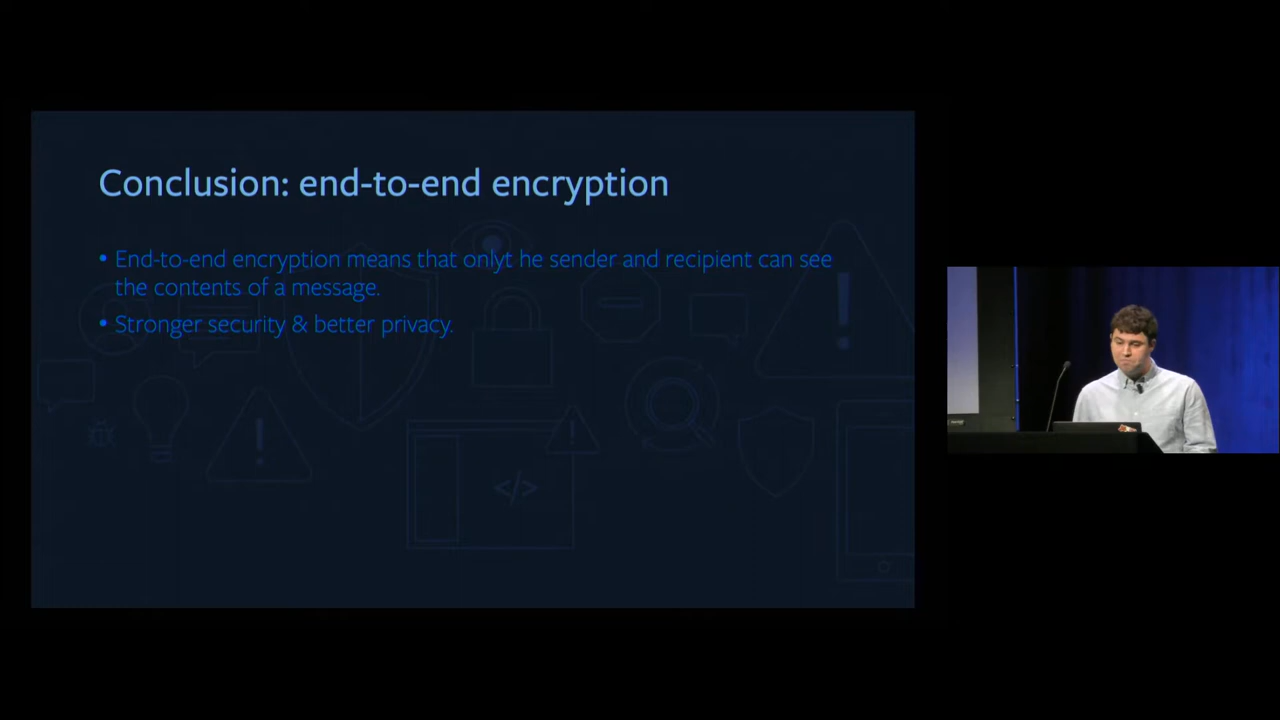 Conclusion: end-to-end encryption
• End-to-end encryption means that onlyt he sender and recipient can see
the contents of a message.
• Stronger security & better privacy.
</>